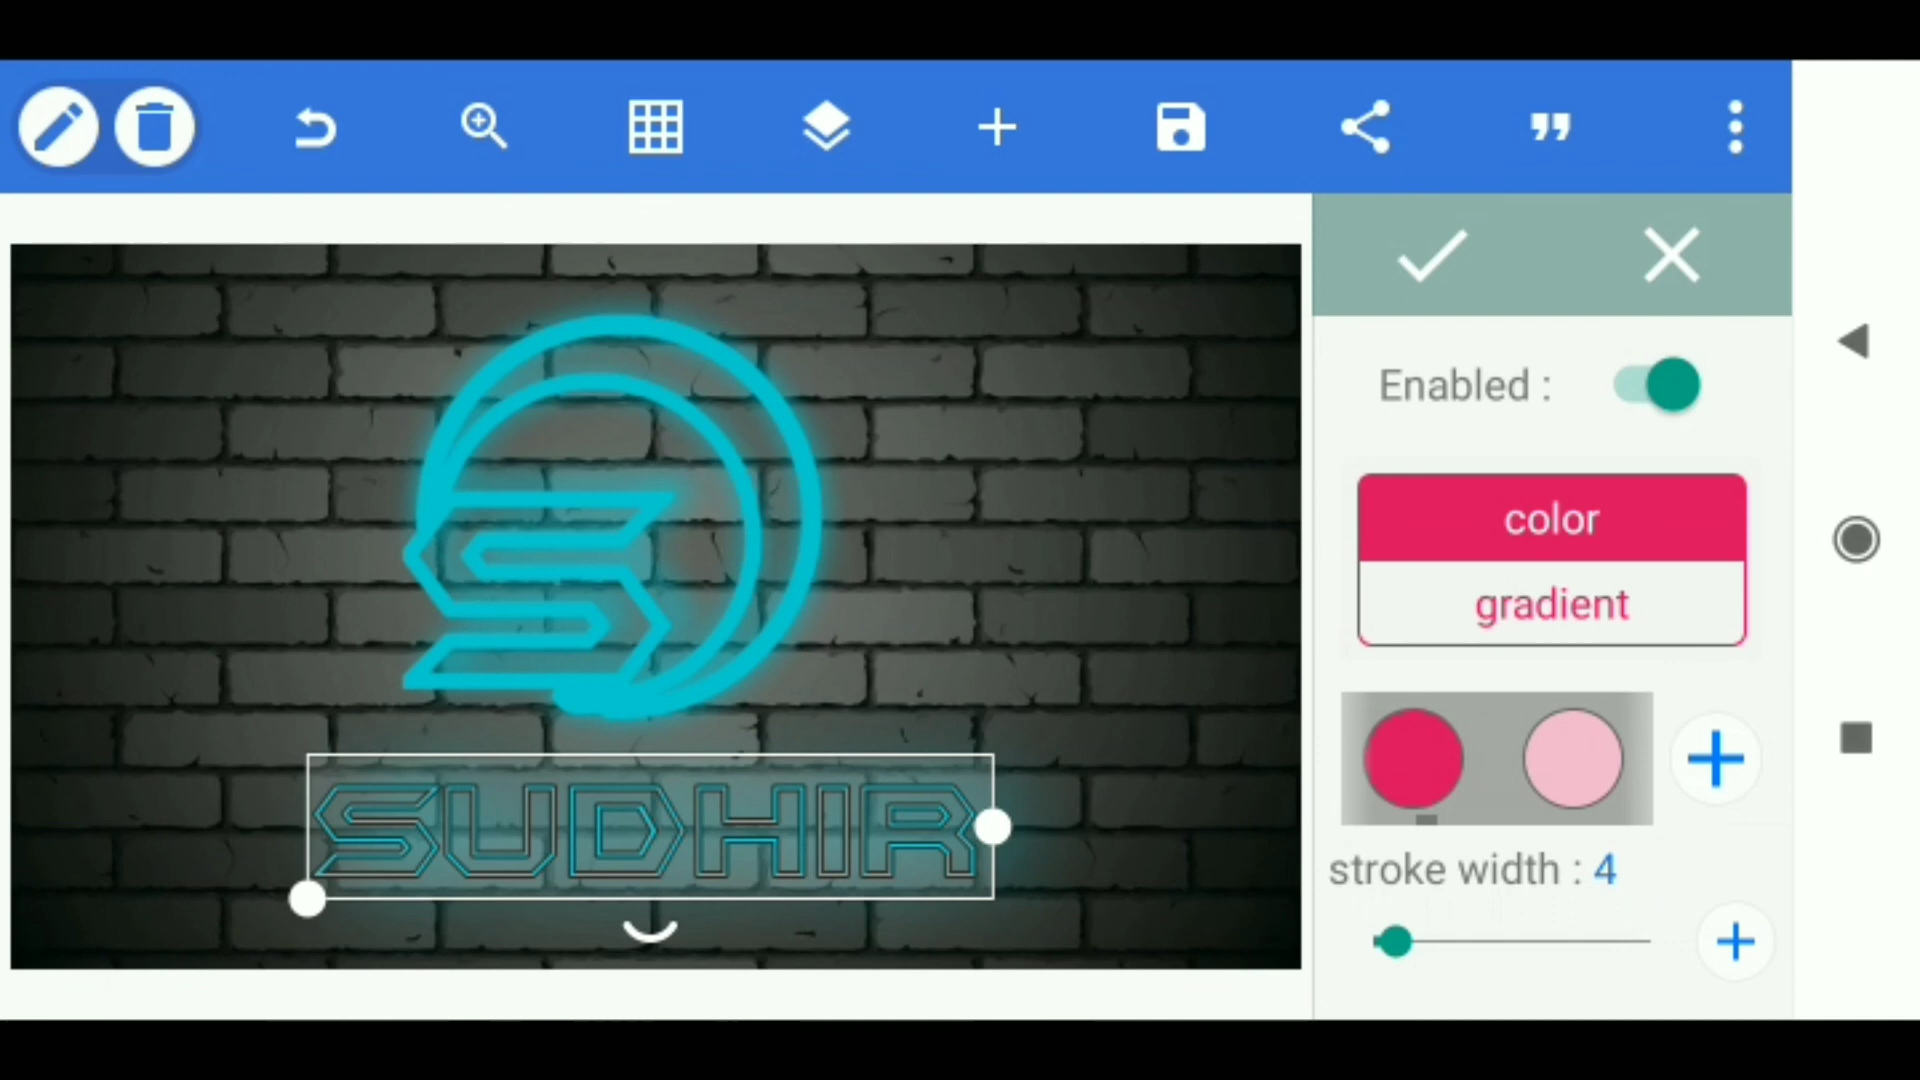 SUDHIR
Enabled :
color
gradient
stroke width : 4